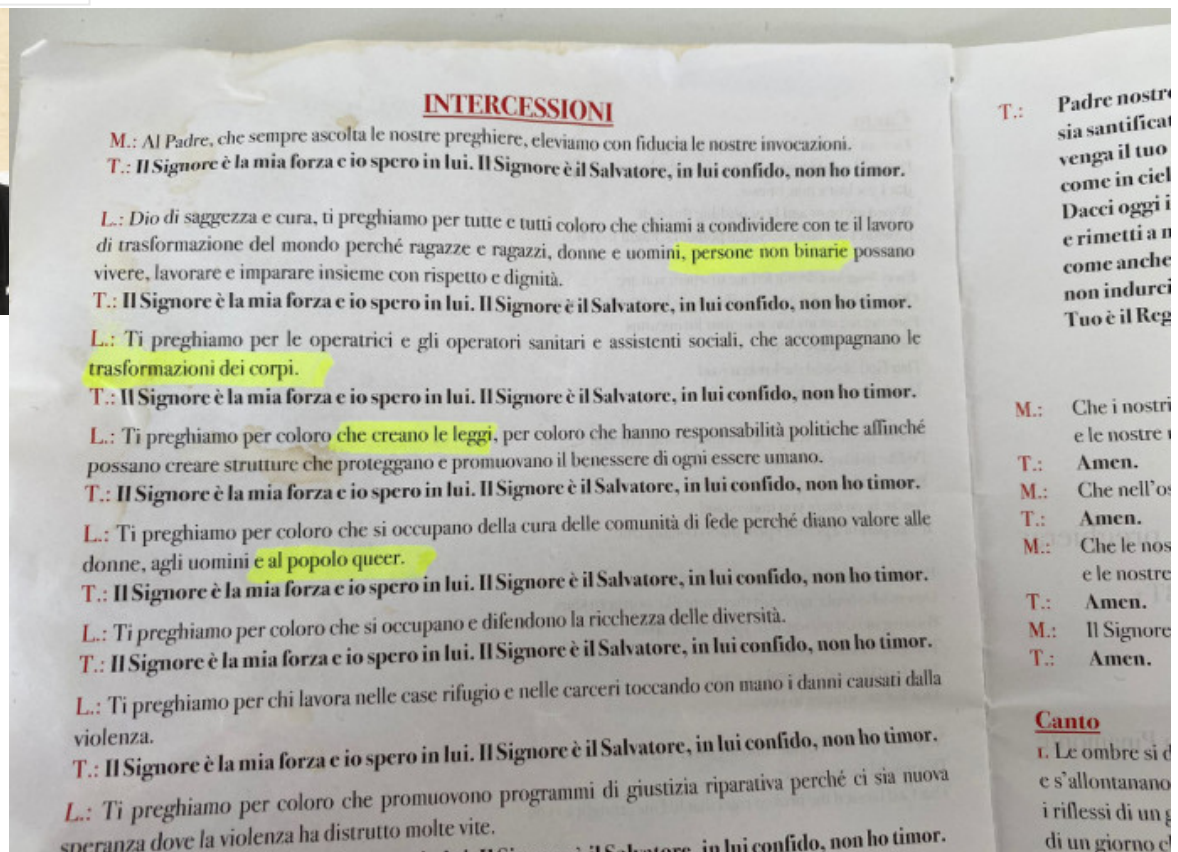 INTERCESSIONI
M.: Al Padre, che sempre ascolta le nostre preghiere, eleviamo con fiducia le nostre invocazioni.
T.: Il Signore è la mia forza e io spero in lui. Il Signore è il Salvatore, in lui confido, non ho timor.
L.: Dio di saggezza e cura, ti preghiamo per tutte e tutti coloro che chiami a condividere con te il lavoro
di trasformazione del mondo perché ragazze e ragazzi, donne e uomini, persone non binarie possano
vivere, lavorare e imparare insieme con rispetto e dignità.
T.: Il Signore è la mia forza e io spero in lui. Il Signore è il Salvatore, in lui confido, non ho timor.
L.: Ti preghiamo per le operatrici e gli operatori sanitari e assistenti sociali, che accompagnano le
trasformazioni dei corpi.
T.: Il Signore è la mia forza e io spero in lui. Il Signore è il Salvatore, in lui confido, non ho timor.
L.: Ti preghiamo per coloro che creano le leggi, per coloro che hanno responsabilità politiche affinché
possano creare strutture che proteggano e promuovano il benessere di ogni essere umano.
T.: Il Signore è la mia forza e io spero in lui. Il Signore è il Salvatore, in lui confido, non ho timor.
L.: Ti preghiamo per coloro che si occupano della cura delle comunità di fede perché diano valore alle
donne, agli uomini e al popolo queer.
T.: Il Signore è la mia forza e io spero in lui. Il Signore è il Salvatore, in lui confido, non ho timor.
L.: Ti preghiamo per coloro che si occupano e difendono la ricchezza delle diversità.
T.: Il Signore è la mia forza e io spero in lui. Il Signore è il Salvatore, in lui confido, non ho timor.
L.: Ti preghiamo per chi lavora nelle case rifugio e nelle carceri toccando con mano i danni causati dalla
violenza.
T.: Il Signore è la mia forza e io spero in lui. Il Signore è il Salvatore, in lui confido, non ho timor.
L.: Ti preghiamo per coloro che promuovono programmi di giustizia riparativa perché ci sia nuova
speranza dove la violenza ha distrutto molte vite.
il Salvatore, in lui confido, non ho timor.
T.: Padre nostro
sia santificat
venga il tuo
come in ciel
Dacci oggi i
e rimetti a n
come anche
non indurci
Tuo è il Reg
M.: Che i nostri
e le nostre
T.: Amen.
M.: Che nell'os
T.: Amen.
M.: Che le nos
e le nostre
T.: Amen.
M.: Il Signore
T.: Amen.
Canto
1. Le ombre si d
e s'allontanano
i riflessi di un g
di un giorno c